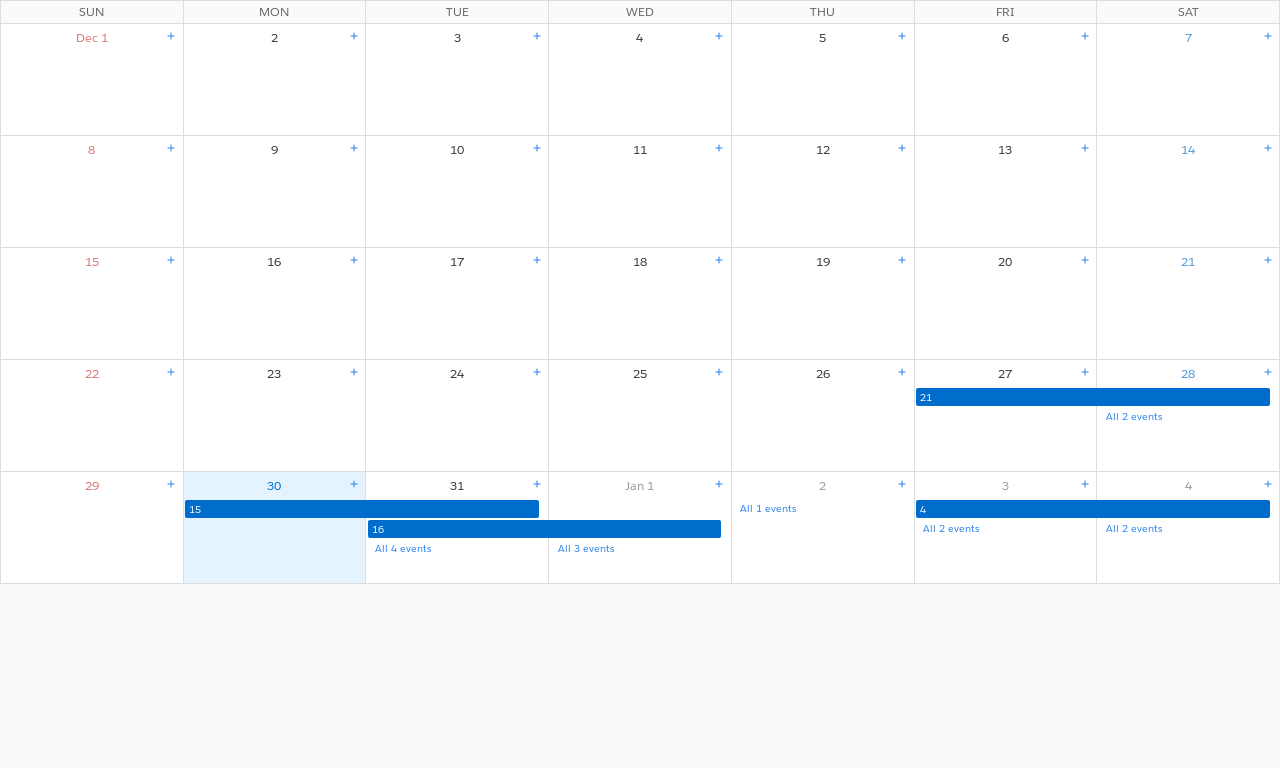 SUN MON TUE WED THU FRI SAT
Dec 1 + 2 + 3 + 4 + 5 + 6 + 7 +
8 + 9 + 10 + 11 + 12 + 13 + 14 +
15 + 16 + 17 + 18 + 19 + 20 + 21 +
22 + 23 + 24 + 25 + 26 + 27 + 28 +
21
All 2 events
29 + 30 + 31 + Jan 1 + 2 + 3 + 4 +
15 All 1 events 4
16 All 2 events All 2 events
All 4 events All 3 events